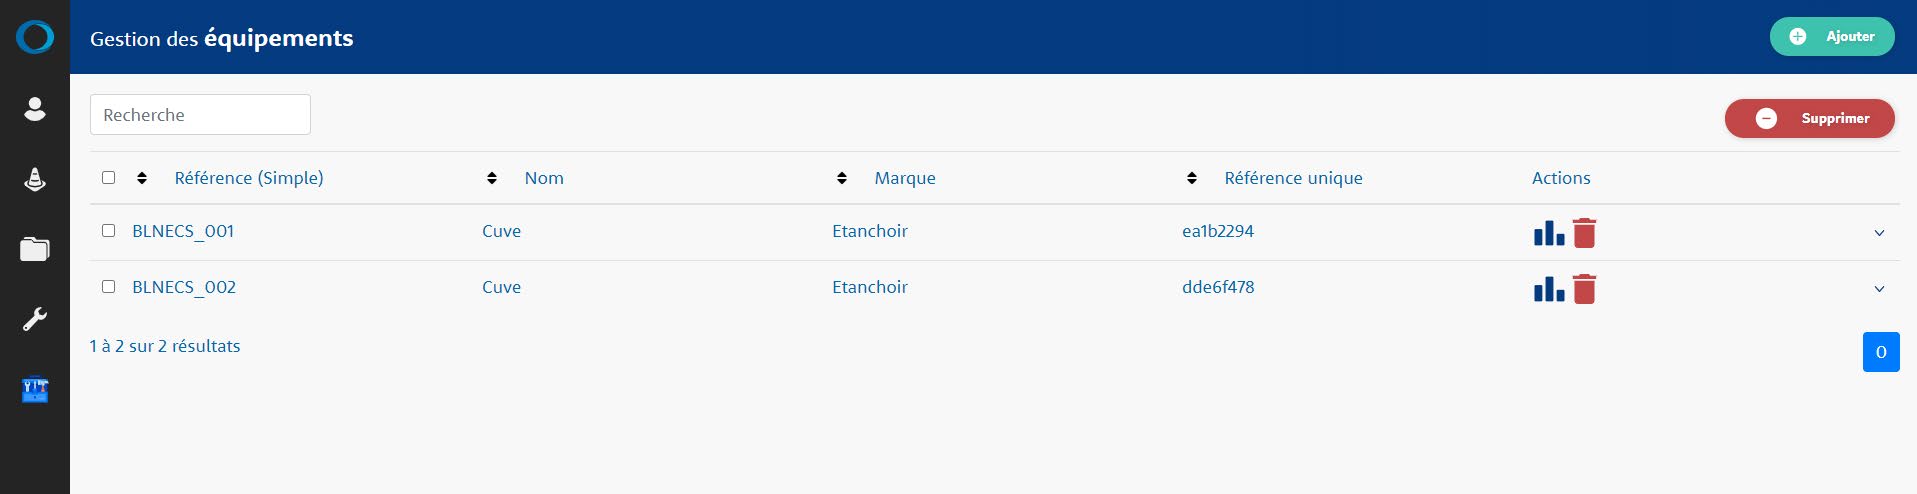 Gestion des équipements
Ajouter
Recherche
Supprimer
Référence (Simple) Nom Marque Référence unique Actions
BLNECS_001 Cuve Etanchoir ea1b2294
BLNECS_002 Cuve Etanchoir dde6f478
1 à 2 sur 2 résultats
0